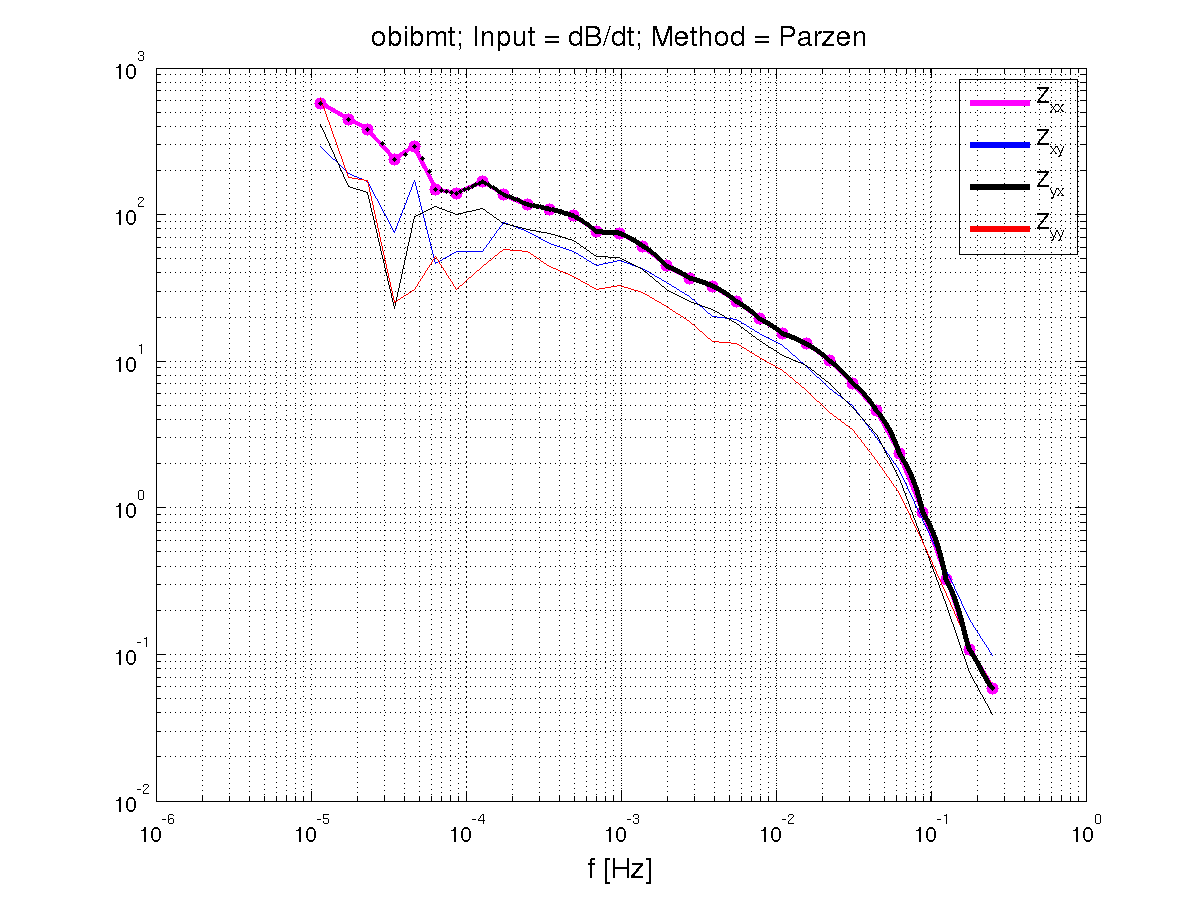 obibmt; Input = dB/dt; Method = Parzen
10^3
10^2
10^1
10^0
10^-1
10^-2
Z_xx
Z_xy
Z_yx
Z_yy
10^-6 10^-5 10^-4 10^-3 10^-2 10^-1 10^0
f [Hz]